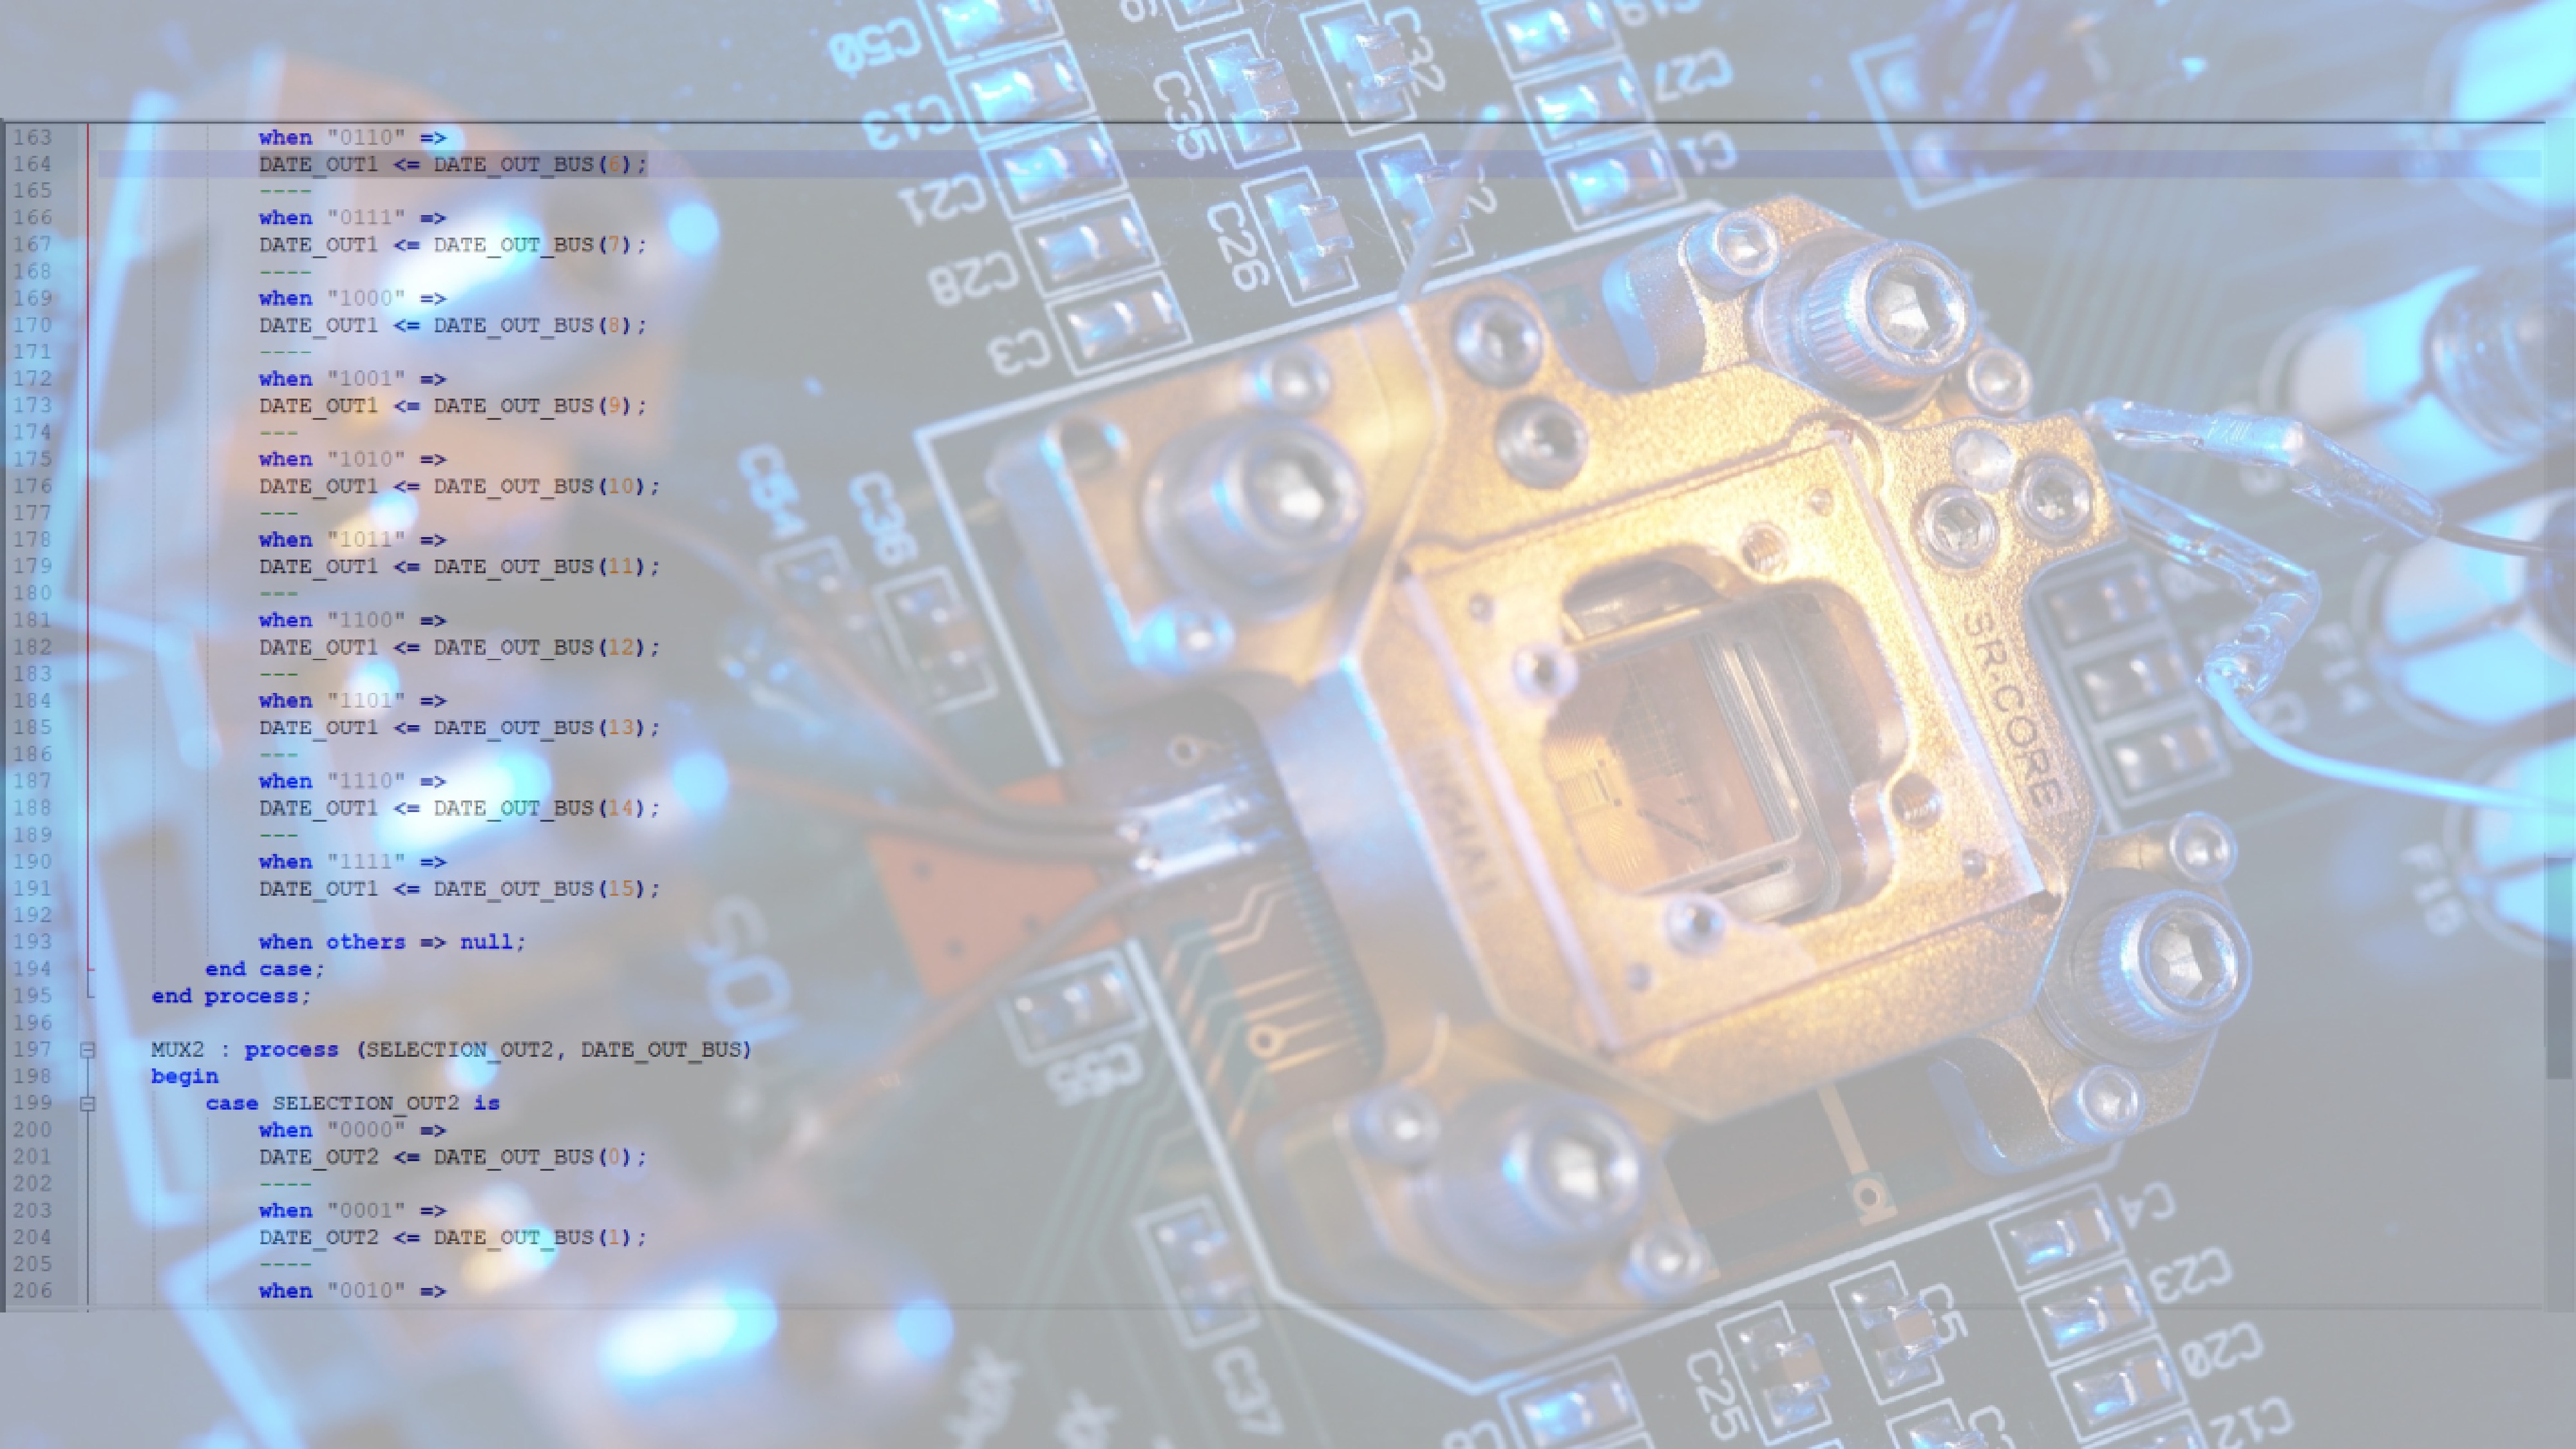 163 when "0110" =>
164 DATE_OUT1 <= DATE_OUT_BUS(6);
165 ----
166 when "0111" =>
167 DATE_OUT1 <= DATE_OUT_BUS(7);
168 ----
169 when "1000" =>
170 DATE_OUT1 <= DATE_OUT_BUS(8);
171 ----
172 when "1001" =>
173 DATE_OUT1 <= DATE_OUT_BUS(9);
174 ---
175 when "1010" =>
176 DATE_OUT1 <= DATE_OUT_BUS(10);
177 ---
178 when "1011" =>
179 DATE_OUT1 <= DATE_OUT_BUS(11);
180 ---
181 when "1100" =>
182 DATE_OUT1 <= DATE_OUT_BUS(12);
183 ---
184 when "1101" =>
185 DATE_OUT1 <= DATE_OUT_BUS(13);
186 ---
187 when "1110" =>
188 DATE_OUT1 <= DATE_OUT_BUS(14);
189 ---
190 when "1111" =>
191 DATE_OUT1 <= DATE_OUT_BUS(15);
192
193 when others => null;
194 end case;
195 end process;
196
197 MUX2 : process (SELECTION_OUT2, DATE_OUT_BUS)
198 begin
199 case SELECTION_OUT2 is
200 when "0000" =>
201 DATE_OUT2 <= DATE_OUT_BUS(0);
202 ----
203 when "0001" =>
204 DATE_OUT2 <= DATE_OUT_BUS(1);
205 ----
206 when "0010" =>
C50
C13
C21
C28
C3
C35
C26
C32
C19
C27
C1
C54
C36
SR.CORE
F14
F15
C55
C37
C4
C23
C20
C12
C5
C25